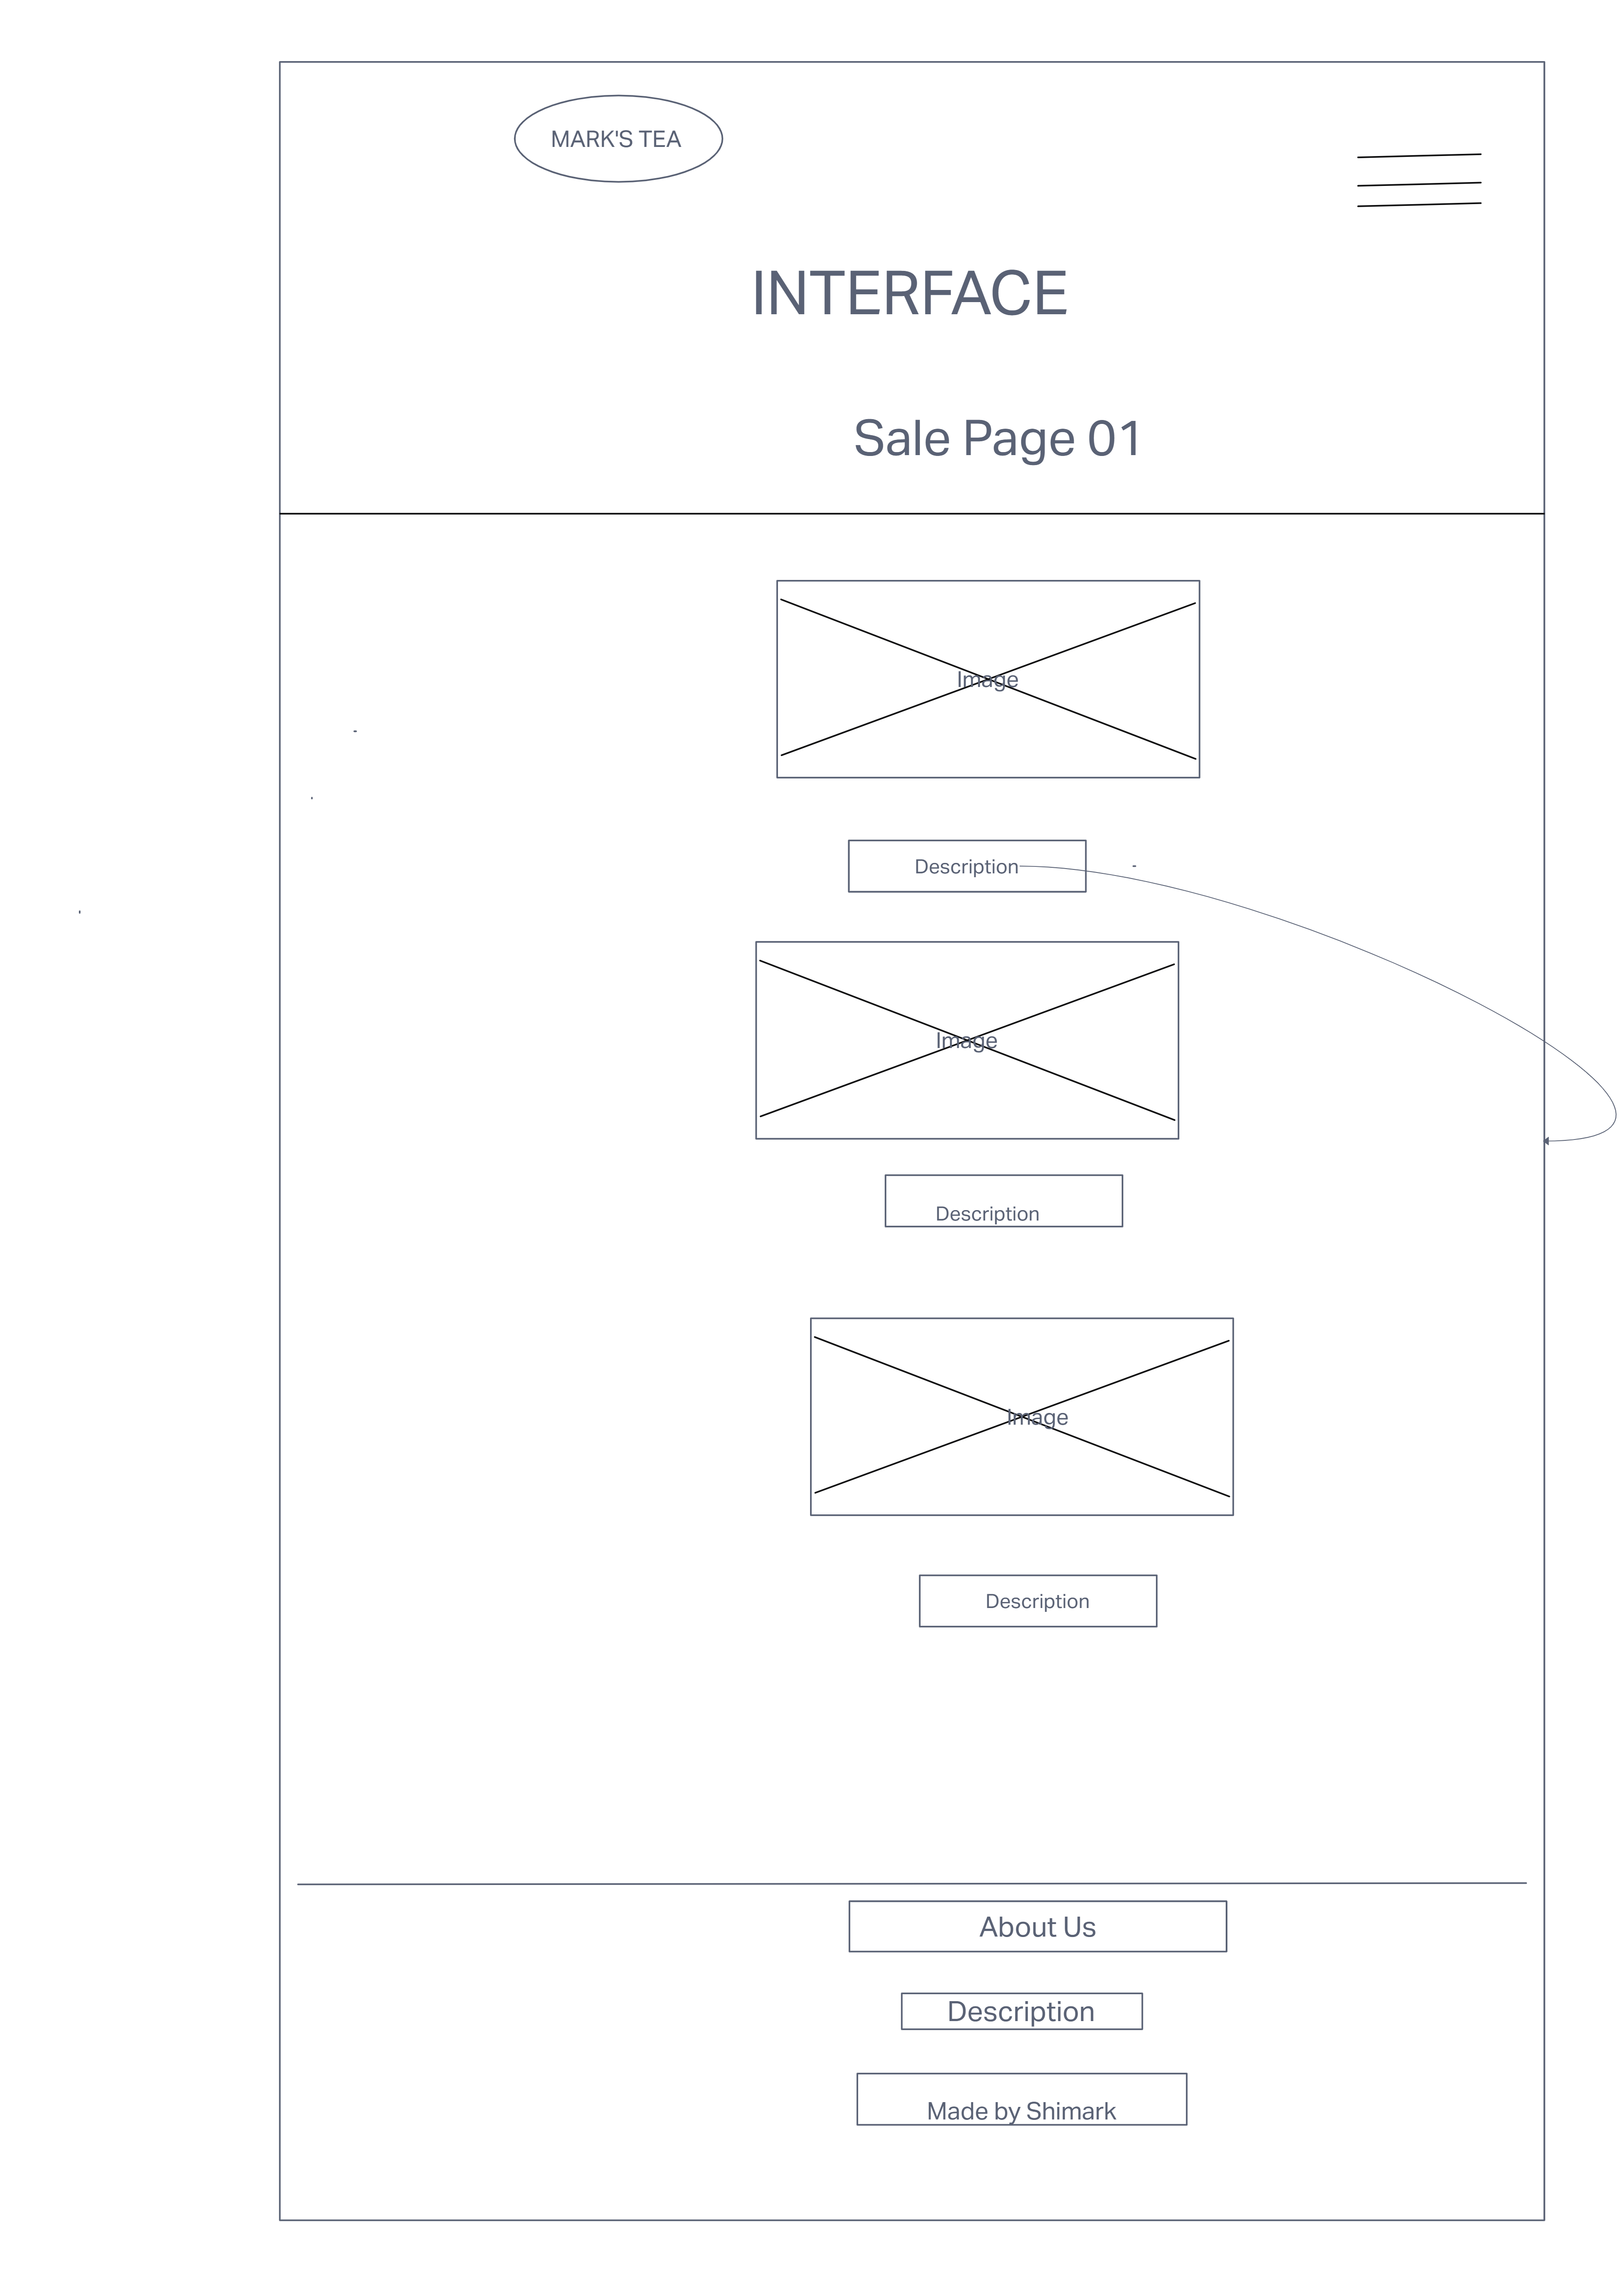 MARK'S TEA
INTERFACE
Sale Page 01
Image
Description
Image
Description
Image
Description
About Us
Description
Made by Shimark